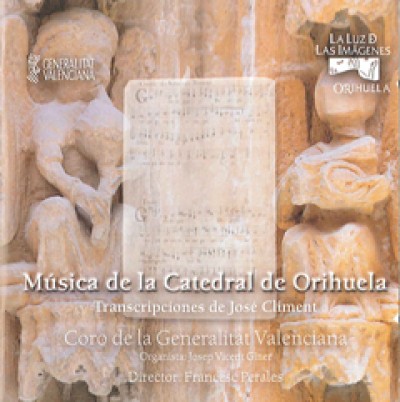 GENERALITAT
VALENCIANA
LA LUZ D
LAS IMÁGENES
ORIHUELA
Música de la Catedral de Orihuela
Transcripciones de José Climent
Coro de la Generalitat Valenciana
Organista: Josep Vicent Giner
Director: Francesc Perales